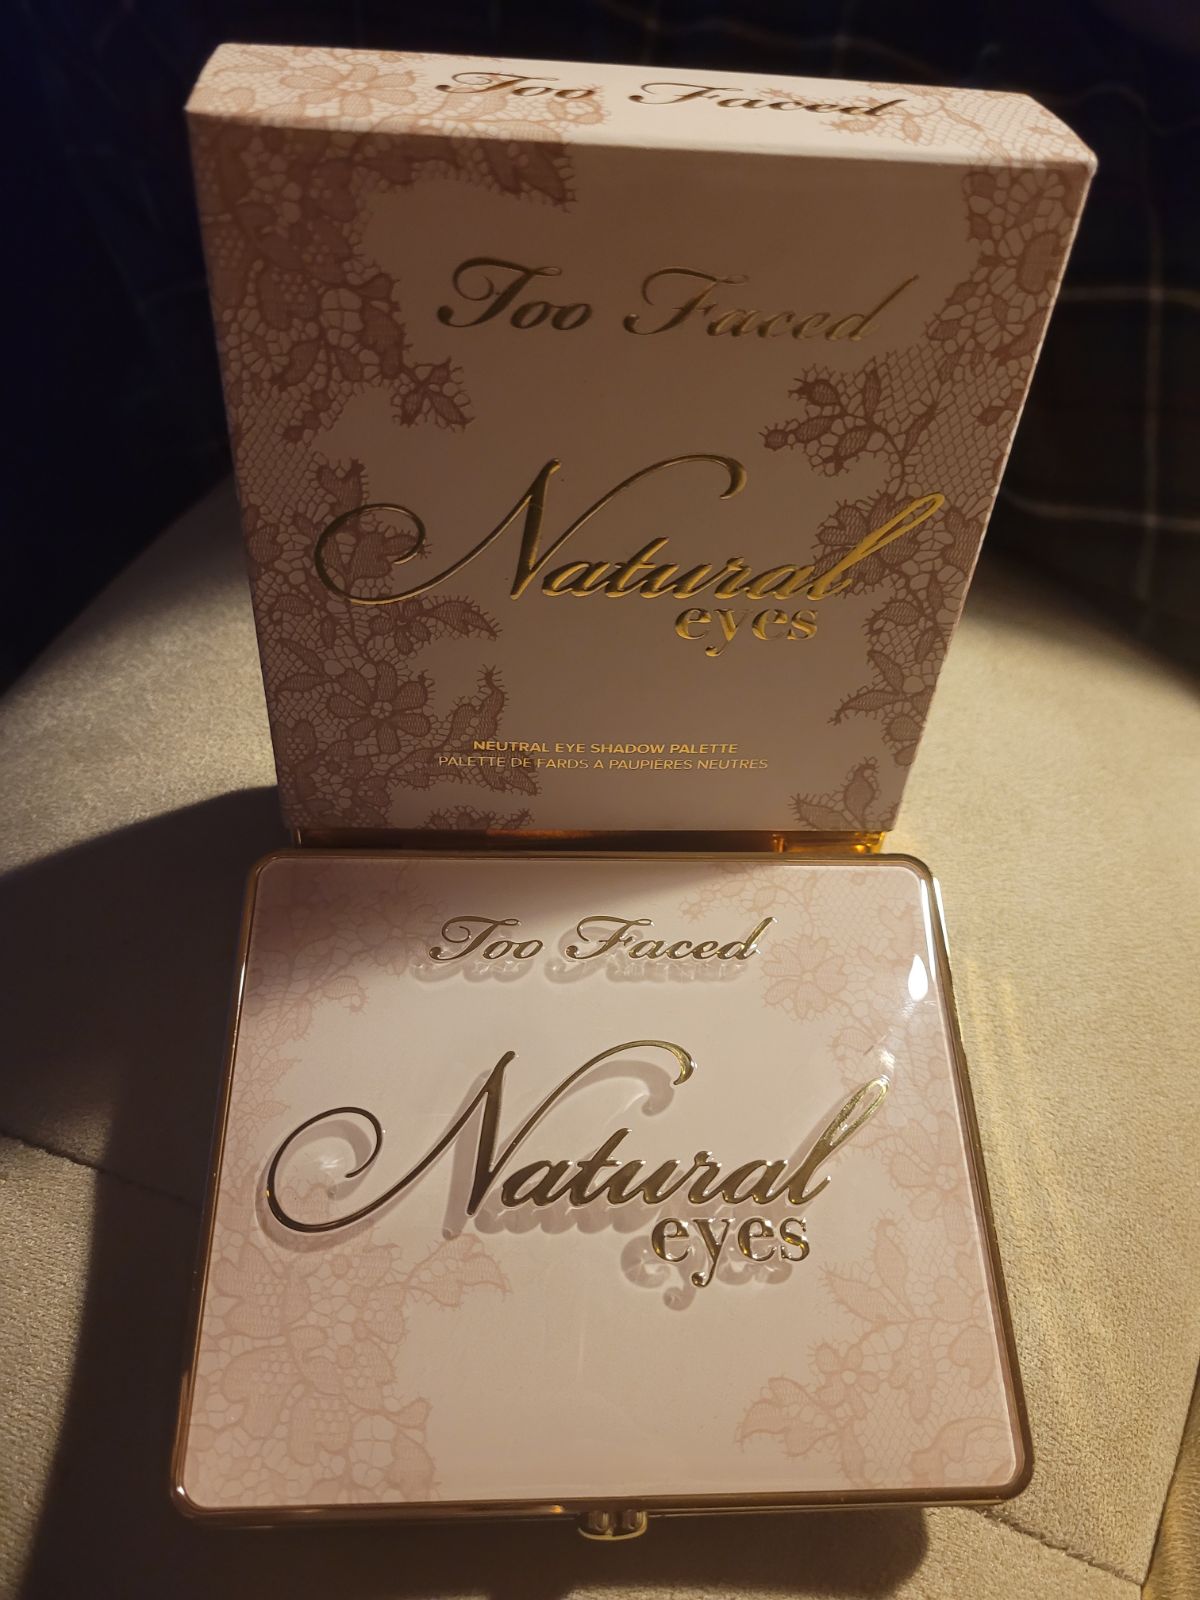 Too Faced
Too Faced
Natural
eyes
NEUTRAL EYE SHADOW PALETTE
PALETTE DE FARDS A PAUPIÈRES NEUTRES
Too Faced
Natural
eyes